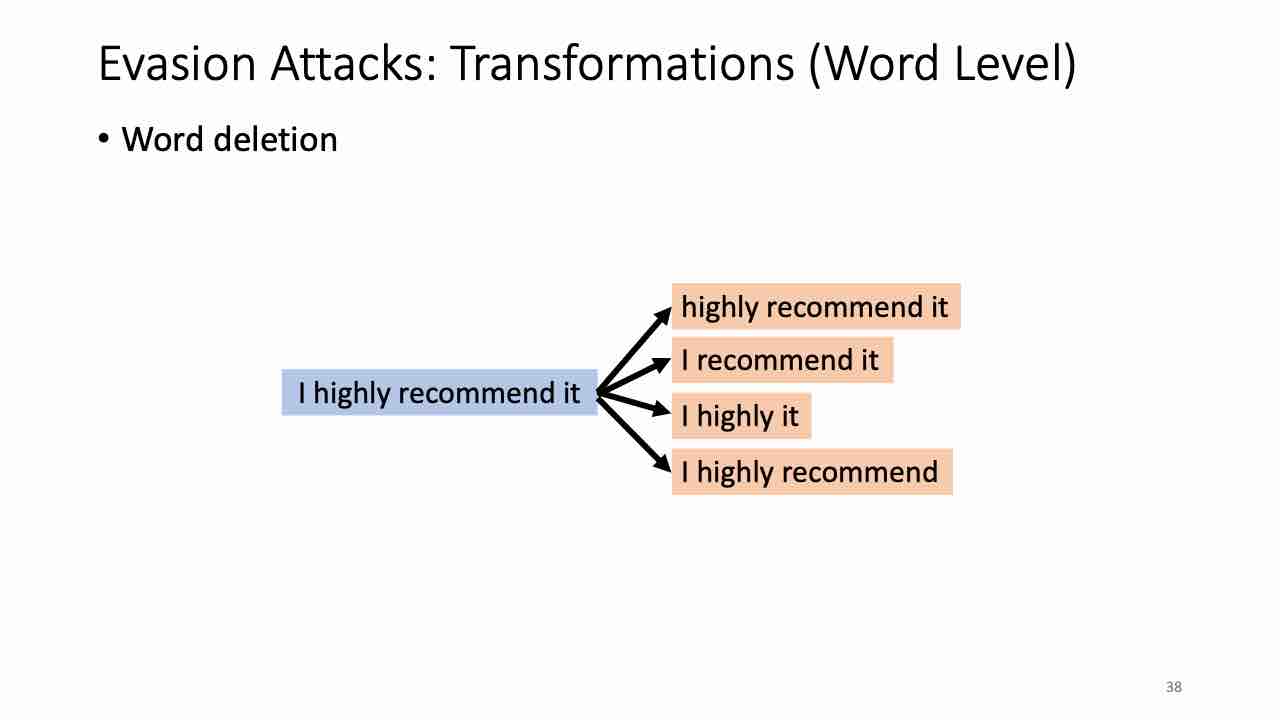 Evasion Attacks: Transformations (Word Level)
• Word deletion
highly recommend it
I recommend it
I highly recommend it
I highly it
I highly recommend
38